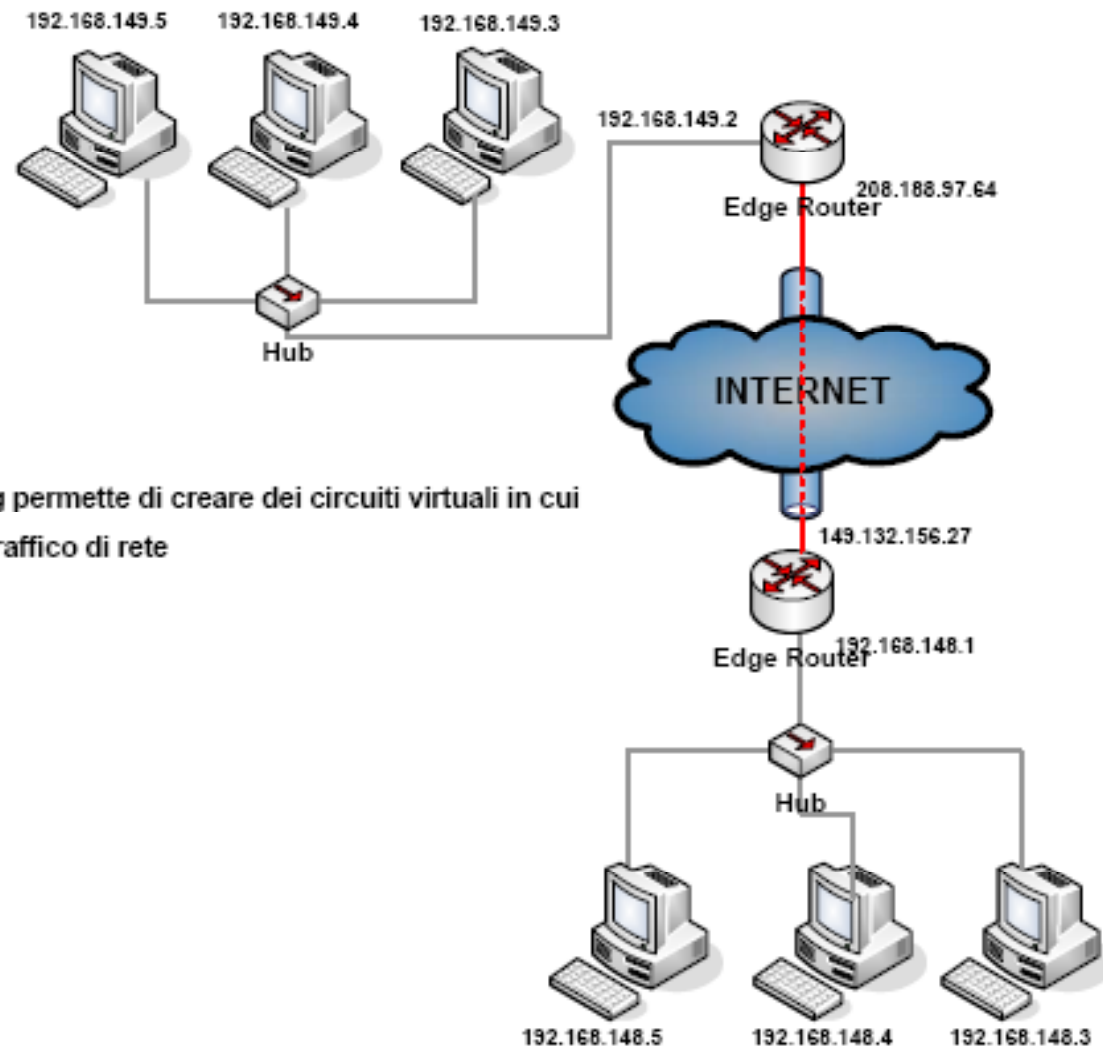 192.168.149.5
192.168.149.4
192.168.149.3
192.168.149.2
208.188.97.64
Edge Router
Hub
INTERNET
permette di creare dei circuiti virtuali in cui
di rete
149.132.156.27
192.168.148.1
Edge Router
Hub
192.168.148.5
192.168.148.4
192.168.148.3